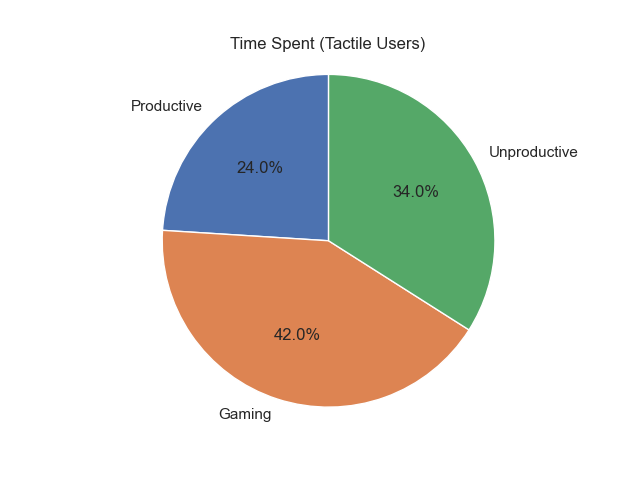 Time Spent (Tactile Users)
Productive
Unproductive
24.0%
34.0%
42.0%
Gaming